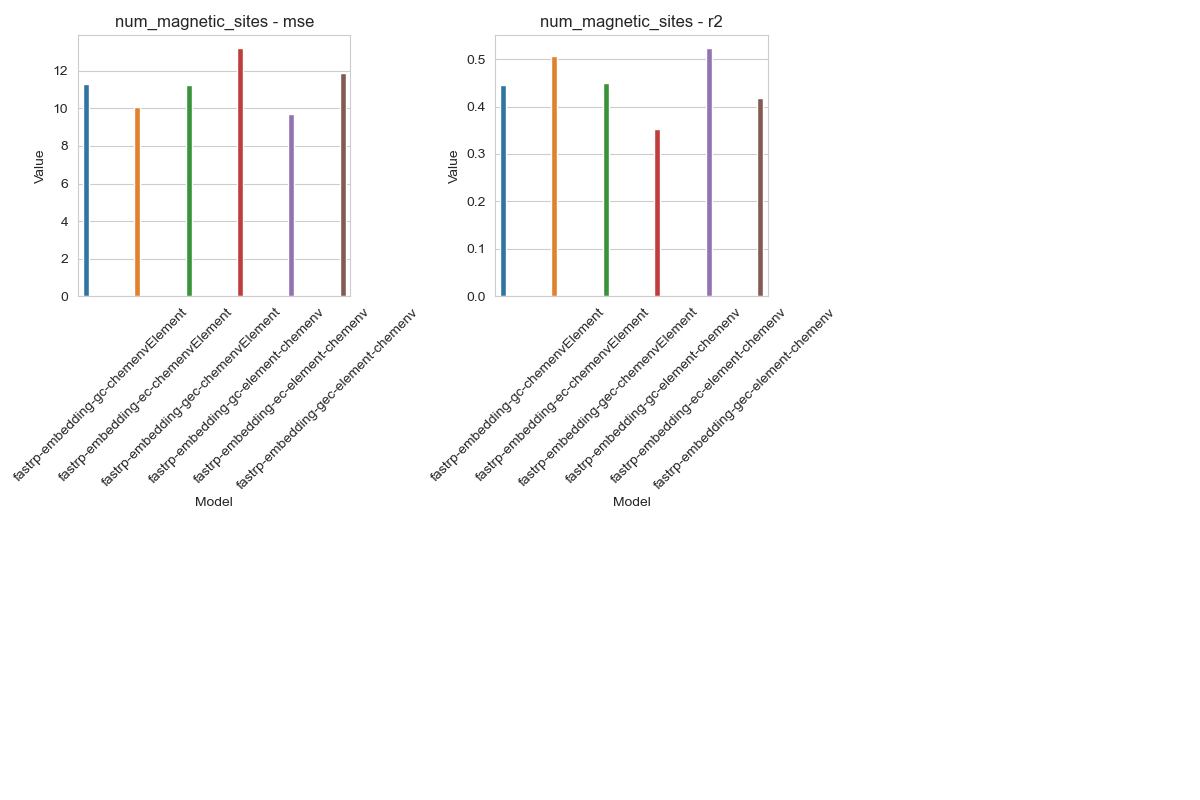 num_magnetic_sites - mse
Value
12
10
8
6
4
2
0
fastrp-embedding-gc-chemenvElement
fastrp-embedding-ec-chemenvElement
fastrp-embedding-gec-chemenvElement
fastrp-embedding-gc-element-chemenv
fastrp-embedding-ec-element-chemenv
fastrp-embedding-gec-element-chemenv
Model
num_magnetic_sites - r2
Value
0.5
0.4
0.3
0.2
0.1
0.0
fastrp-embedding-gc-chemenvElement
fastrp-embedding-ec-chemenvElement
fastrp-embedding-gec-chemenvElement
fastrp-embedding-gc-element-chemenv
fastrp-embedding-ec-element-chemenv
fastrp-embedding-gec-element-chemenv
Model